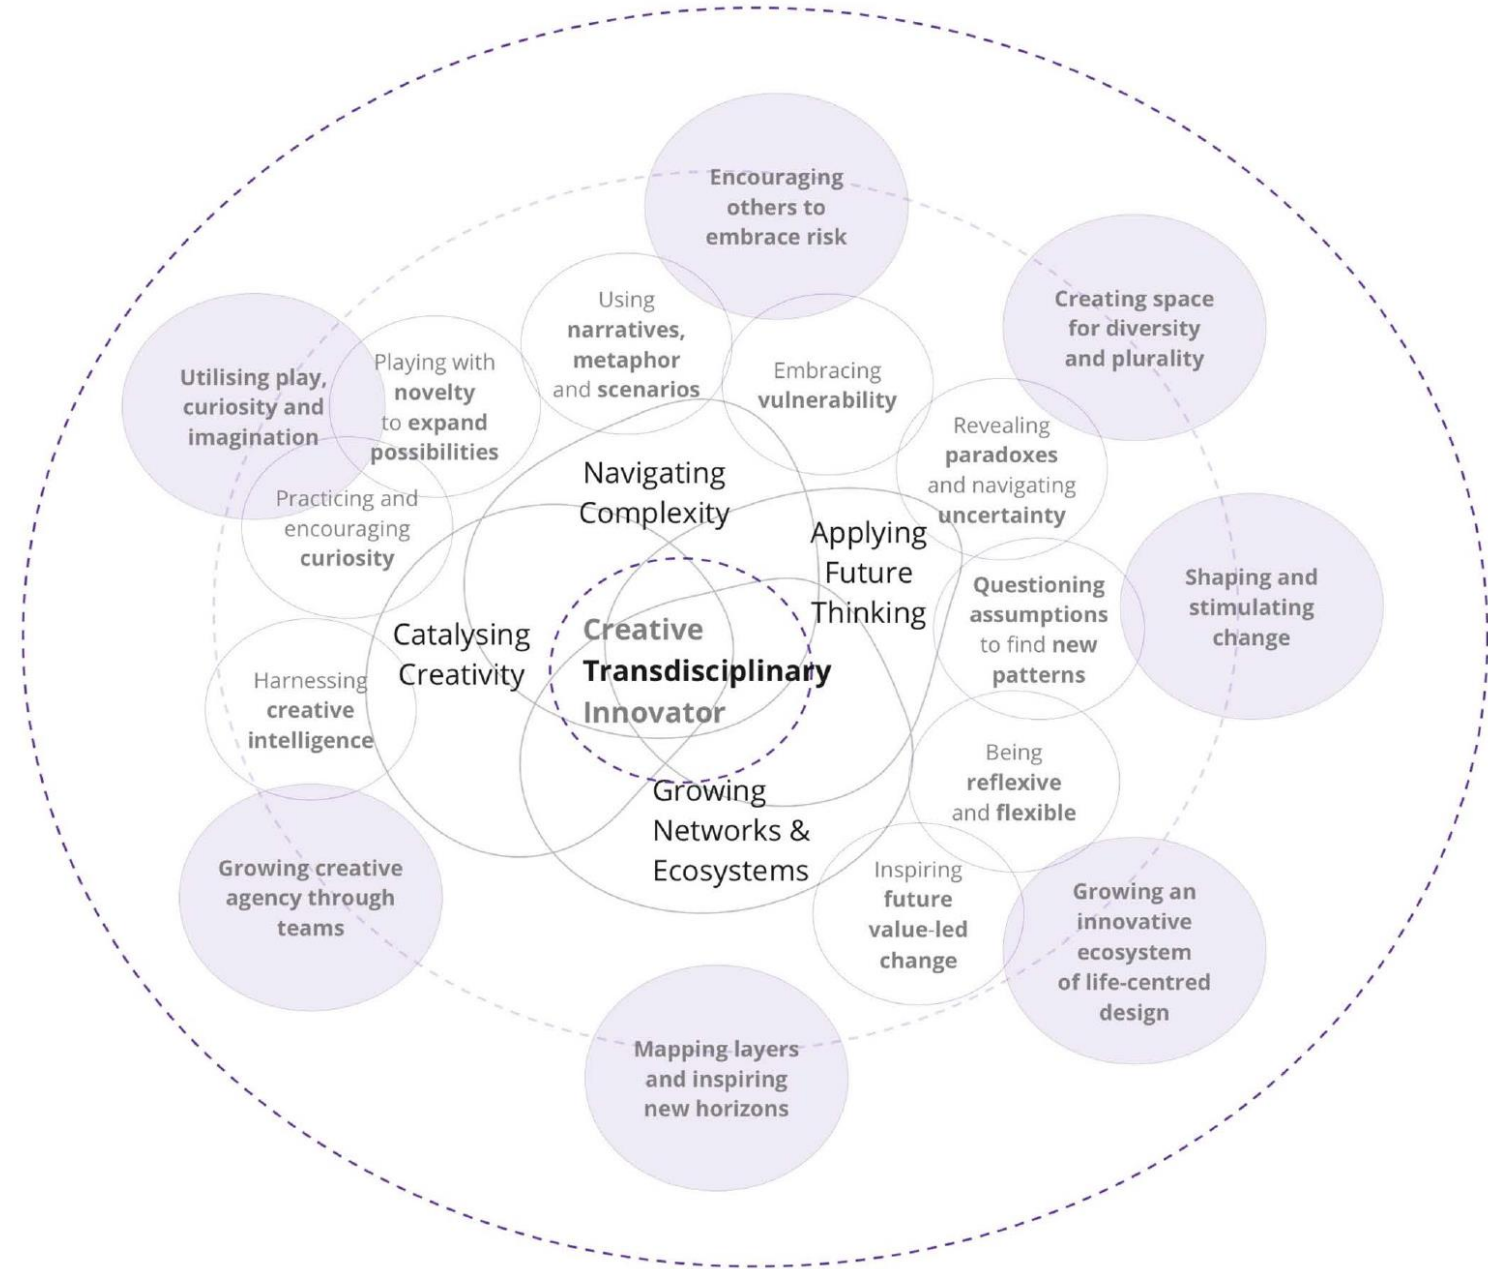 Encouraging
others to
embrace risk
Creating space
for diversity
and plurality
Using
narratives,
metaphor
and scenarios
Utilising play,
curiosity and
imagination
Playing with
novelty
to expand
possibilities
Embracing
vulnerability
Revealing
paradoxes
and navigating
uncertainty
Practicing and
encouraging
curiosity
Navigating
Complexity
Applying
Future
Thinking
Questioning
assumptions
to find new
patterns
Shaping and
stimulating
change
Catalysing
Creativity
Creative
Transdisciplinary
Innovator
Harnessing
creative
intelligence
Being
reflexive
and flexible
Growing
Networks &
Ecosystems
Growing creative
agency through
teams
Inspiring
future
value-led
change
Growing an
innovative
ecosystem
of life-centred
design
Mapping layers
and inspiring
new horizons